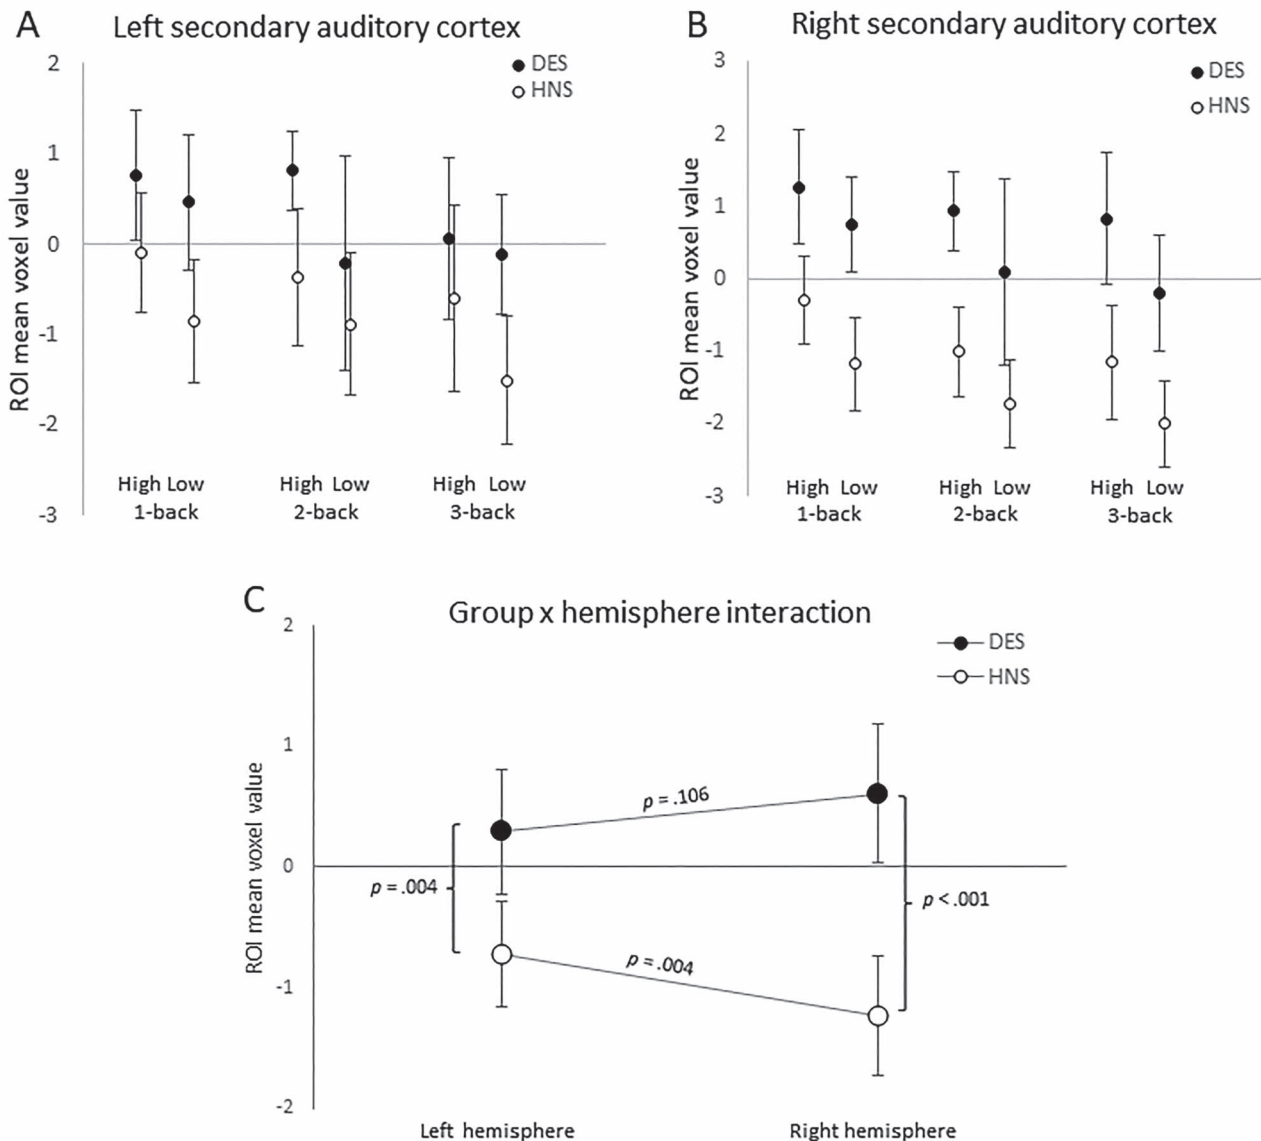 A
Left secondary auditory cortex
DES
HNS
ROI mean voxel value
2
1
0
-1
-2
-3
High Low High Low High Low
1-back 2-back 3-back
B
Right secondary auditory cortex
DES
HNS
ROI mean voxel value
3
2
1
0
-1
-2
-3
High Low High Low High Low
1-back 2-back 3-back
C
Group x hemisphere interaction
DES
HNS
ROI mean voxel value
2
1
0
-1
-2
p = .106
p = .004
p < .001
p = .004
Left hemisphere Right hemisphere